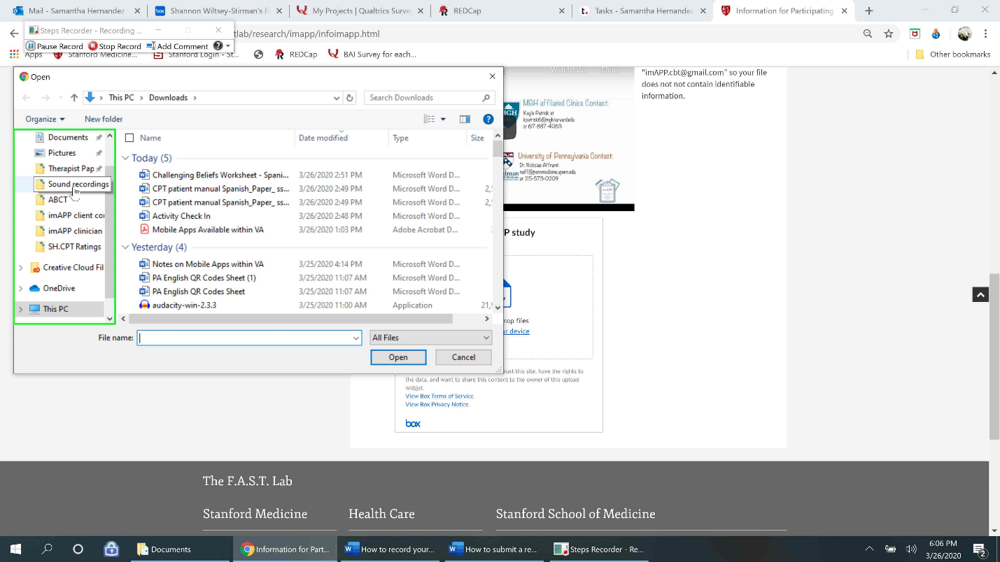 Mail - Samantha Hernandez -
Shannon Wiltsey-Stirman's Fi
My Projects | Qualtrics Survey
REDCap
Tasks - Samantha Hernandez
Information for Participating
Steps Recorder - Recording ...
tlab/research/imapp/infoimapp.html
Pause Record
Stop Record
Add Comment
Apps
Stanford Medicine...
Stanford Login - St...
REDCap
BAI Survey for each...
Other bookmarks
Open
This PC
Downloads
Search Downloads
Organize
New folder
Documents
Pictures
Therapist Pap
Sound recordings
ABCT
imAPP client co
imAPP clinician
SH.CPT Ratings
Creative Cloud Fil
OneDrive
This PC
Name
Date modified
Type
Size
Today (5)
Challenging Beliefs Worksheet - Spani... 3/26/2020 2:51 PM Microsoft Word D...
CPT patient manual Spanish_Paper_ ss... 3/26/2020 2:49 PM Microsoft Word D... 2,
CPT patient manual Spanish_Paper_ ss... 3/26/2020 2:49 PM Microsoft Word D... 2,
Activity Check In 3/26/2020 2:48 PM Microsoft Word D...
Mobile Apps Available within VA 3/26/2020 1:03 PM Adobe Acrobat D...
Yesterday (4)
Notes on Mobile Apps within VA 3/25/2020 4:14 PM Microsoft Word D...
PA English QR Codes Sheet (1) 3/25/2020 11:07 AM Microsoft Word D...
PA English QR Codes Sheet 3/25/2020 11:07 AM Microsoft Word D...
audacity-win-2.3.3 3/25/2020 11:00 AM Application 21,
File name:
All Files
Open
Cancel
Watch later
Share
MGH affiliated Clinics Contact:
Kayla Patrick at
kpatrick6@mgh.harvard.edu
or 617-887-4063
University of Pennsylvania Contact:
Dr. Nicholas Affrunti
naff@pennmedicine.upenn.edu
or 215-573-0209
"imAPP.cbt@gmail.com" so your file
does not not contain identifiable
information.
P study
rop files
ur device
rust this site, have the rights to
the data, and want to share this content to the owner of this upload
widget.
View Box Terms of Service.
View Box Privacy Notice.
box
The F.A.S.T. Lab
Stanford Medicine
Health Care
Stanford School of Medicine
Documents
Information for Part...
How to record your...
How to submit a re...
Steps Recorder - Re...
6:06 PM
3/26/2020
2